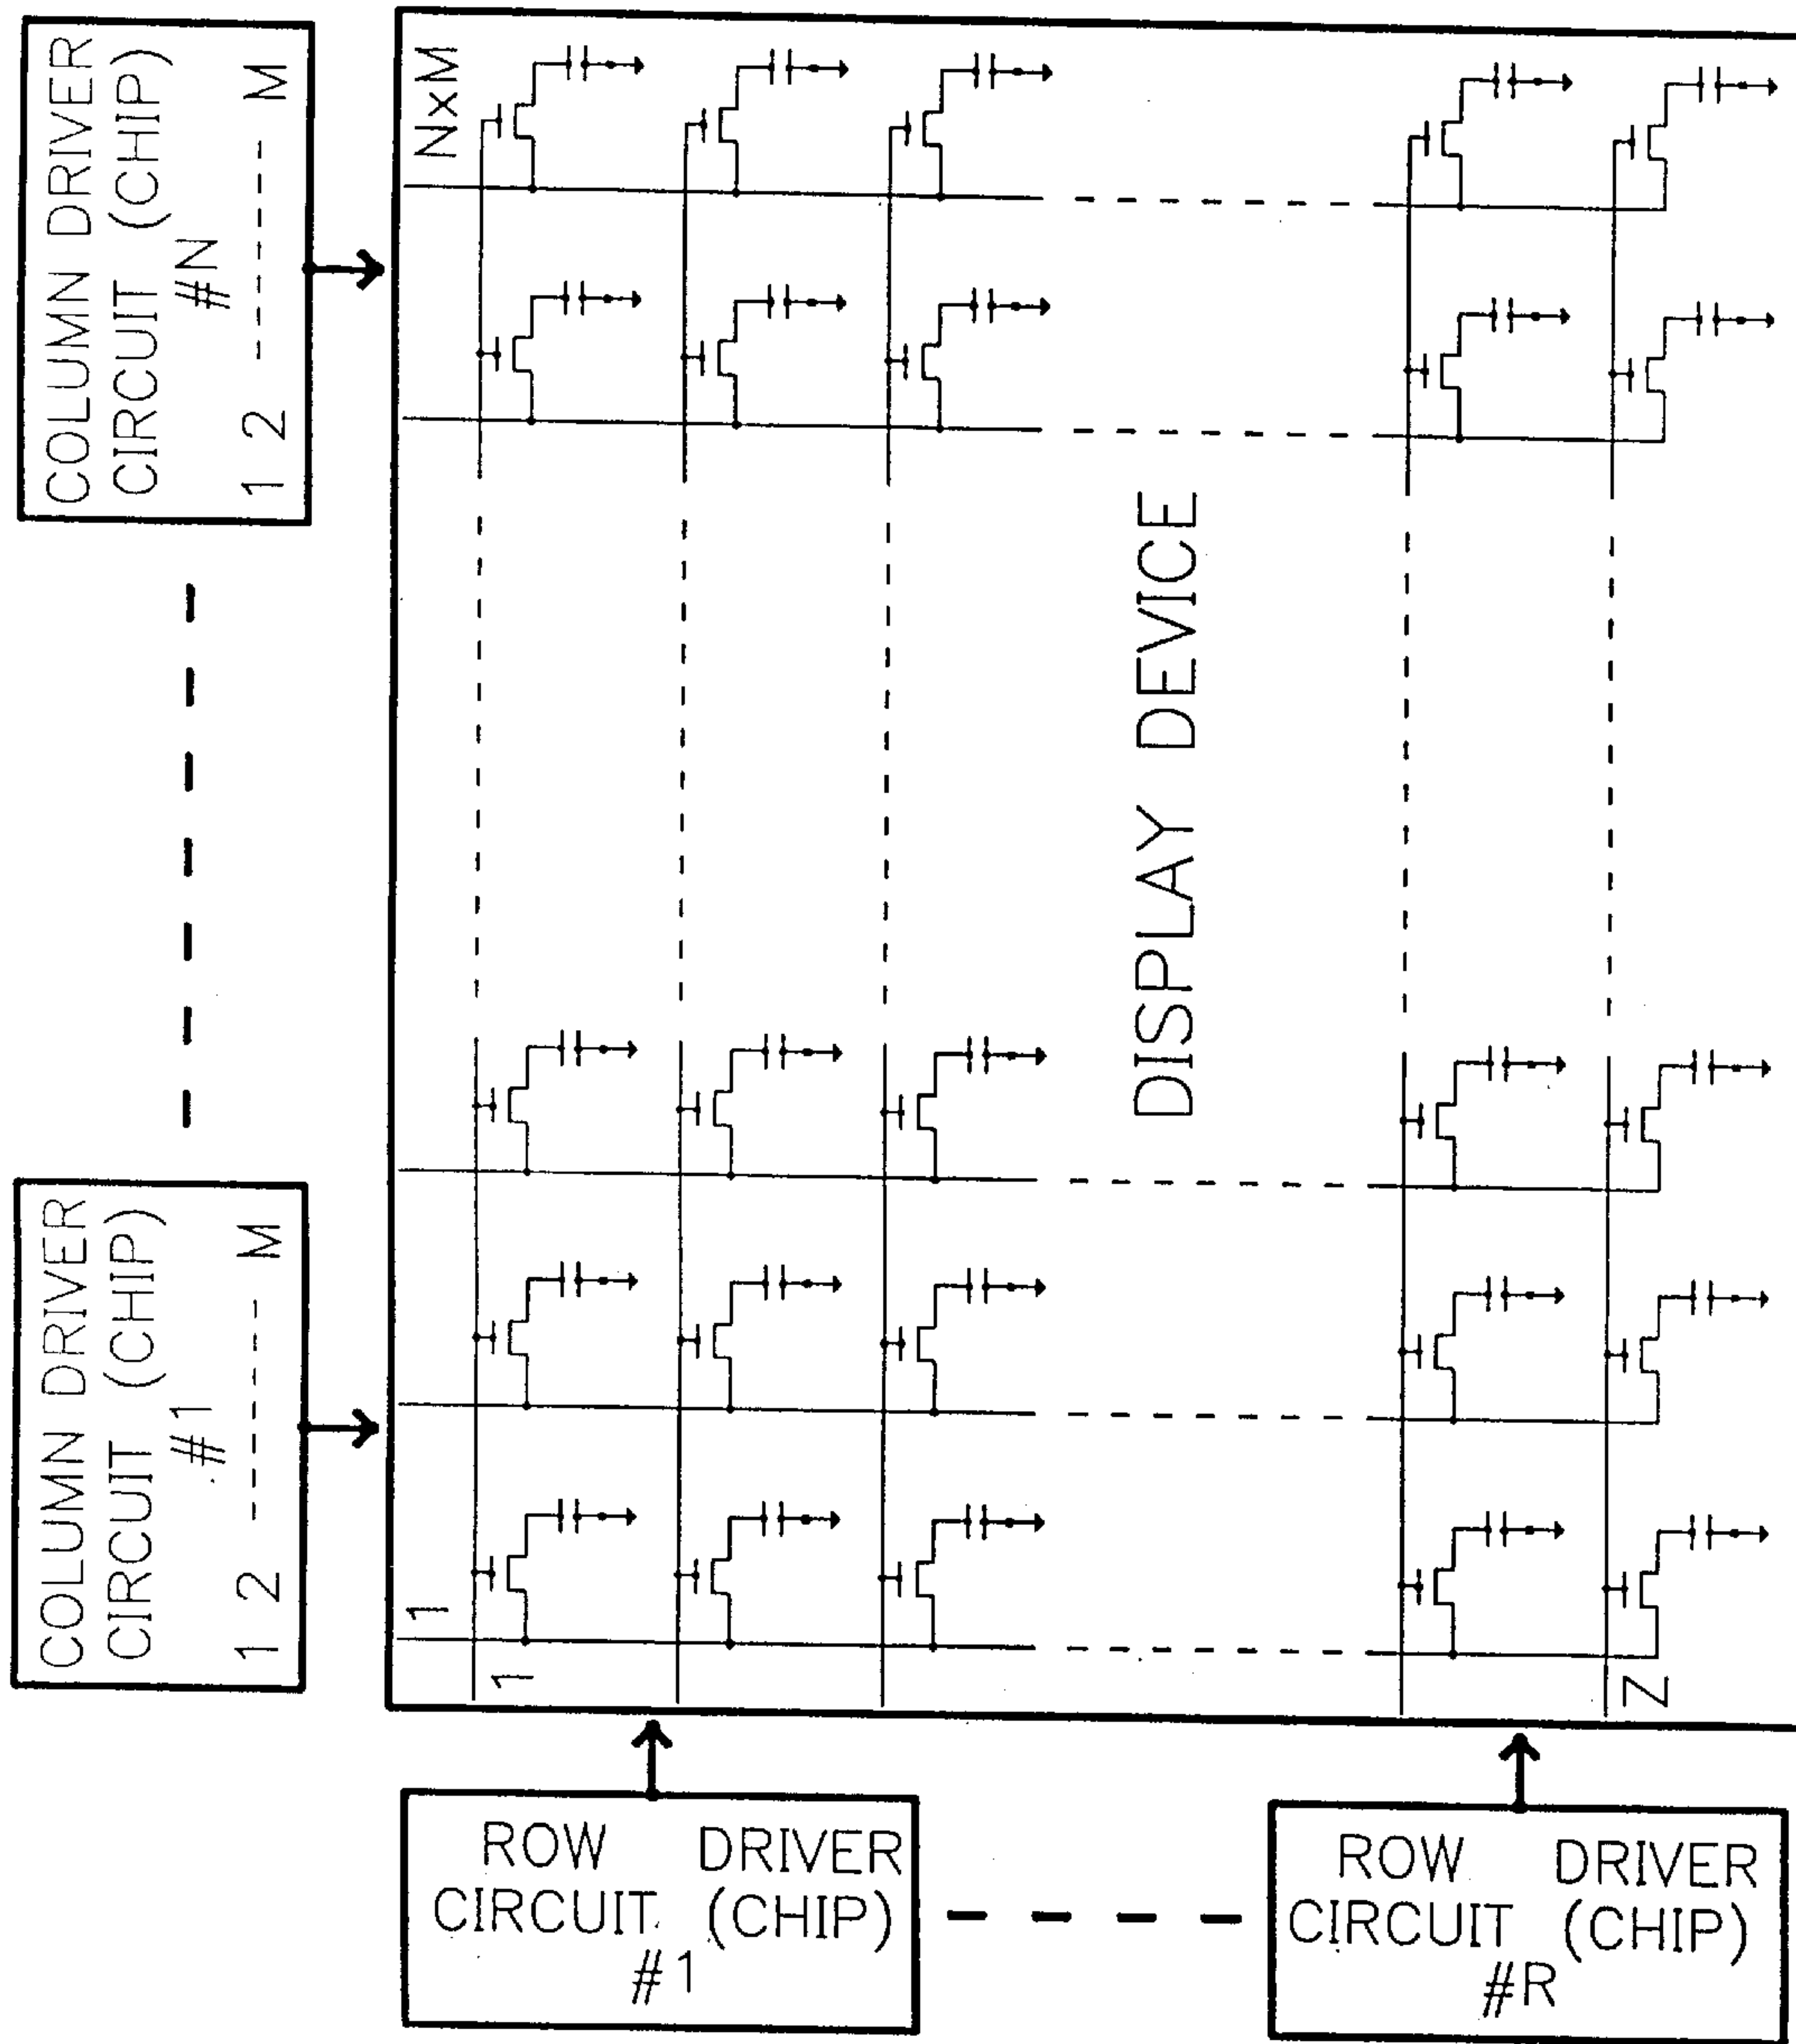 COLUMN DRIVER
CIRCUIT (CHIP)
#1
1 2 ------ M
COLUMN DRIVER
CIRCUIT (CHIP)
#N
1 2 ------ M
1
NxM
1
DISPLAY DEVICE
Z
ROW DRIVER
CIRCUIT (CHIP)
#1
ROW DRIVER
CIRCUIT (CHIP)
#R